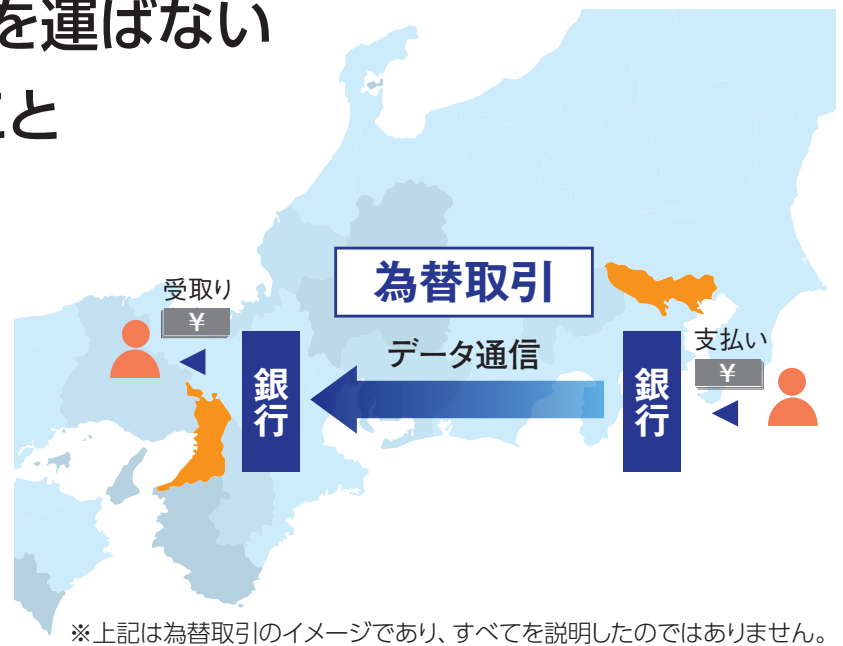 を運ばない
こと
為替取引
受取り
¥
データ通信
支払い
¥
銀行
銀行
※上記は為替取引のイメージであり、すべてを説明したのではありません。